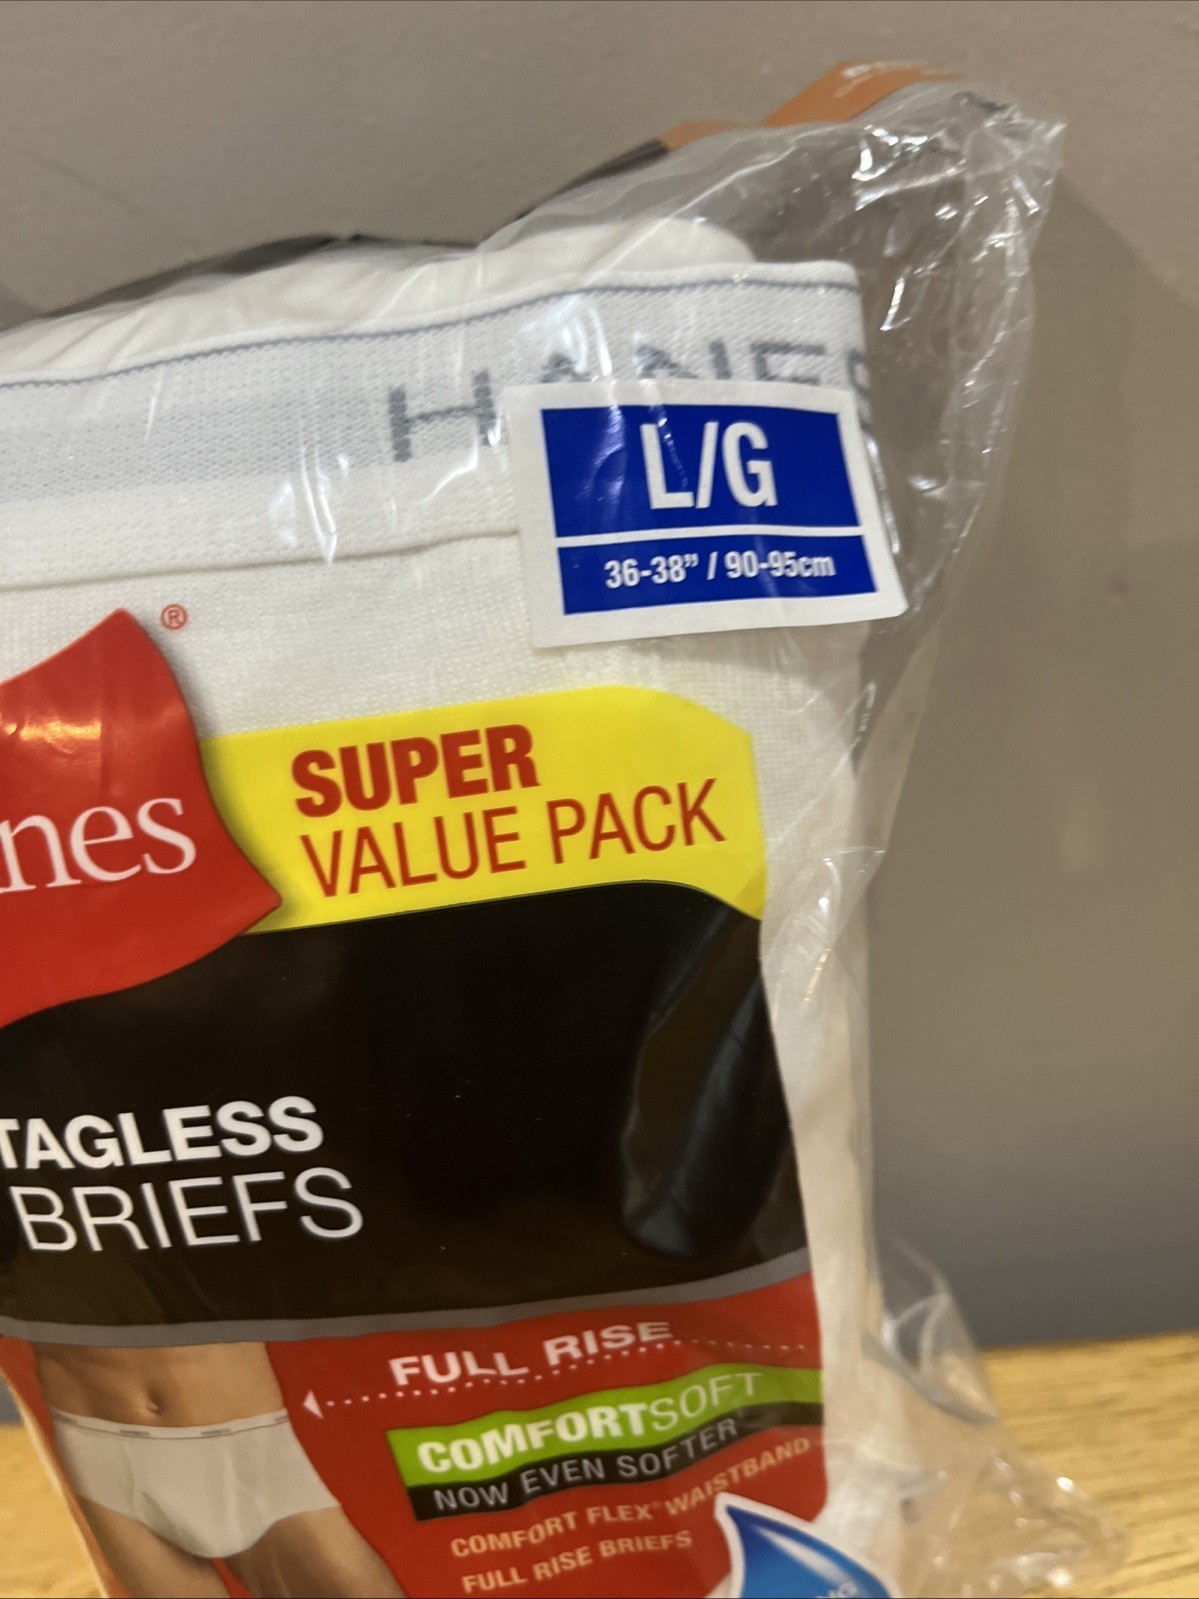 HANES
L/G
36-38" / 90-95cm
®
SUPER
VALUE PACK
TAGLESS
BRIEFS
FULL RISE
COMFORTSOFT
NOW EVEN SOFTER
COMFORT FLEX® WAISTBAND
FULL RISE BRIEFS